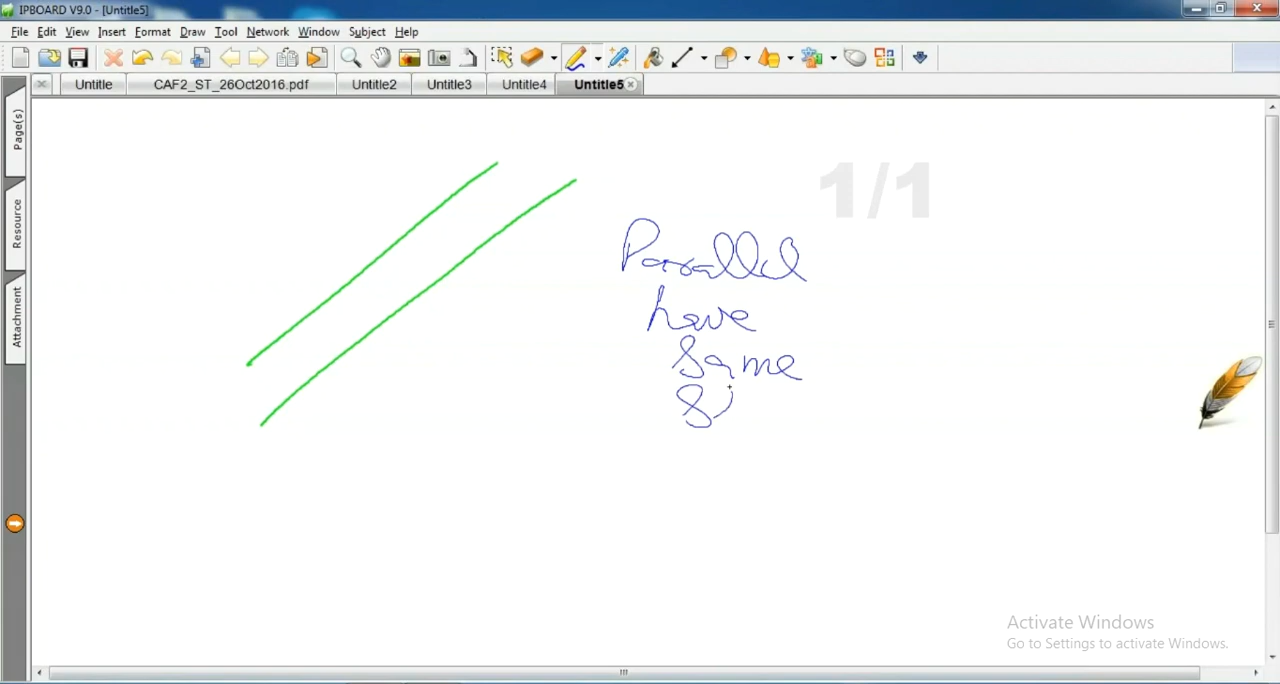 IPBOARD V9.0 - [Untitle5]
File Edit View Insert Format Draw Tool Network Window Subject Help
Untitle CAF2_ST_26Oct2016.pdf Untitle2 Untitle3 Untitle4 Untitle5
Page(s)
Resource
Attachment
1/1
Parallel
have
Same
Activate Windows
Go to Settings to activate Windows.